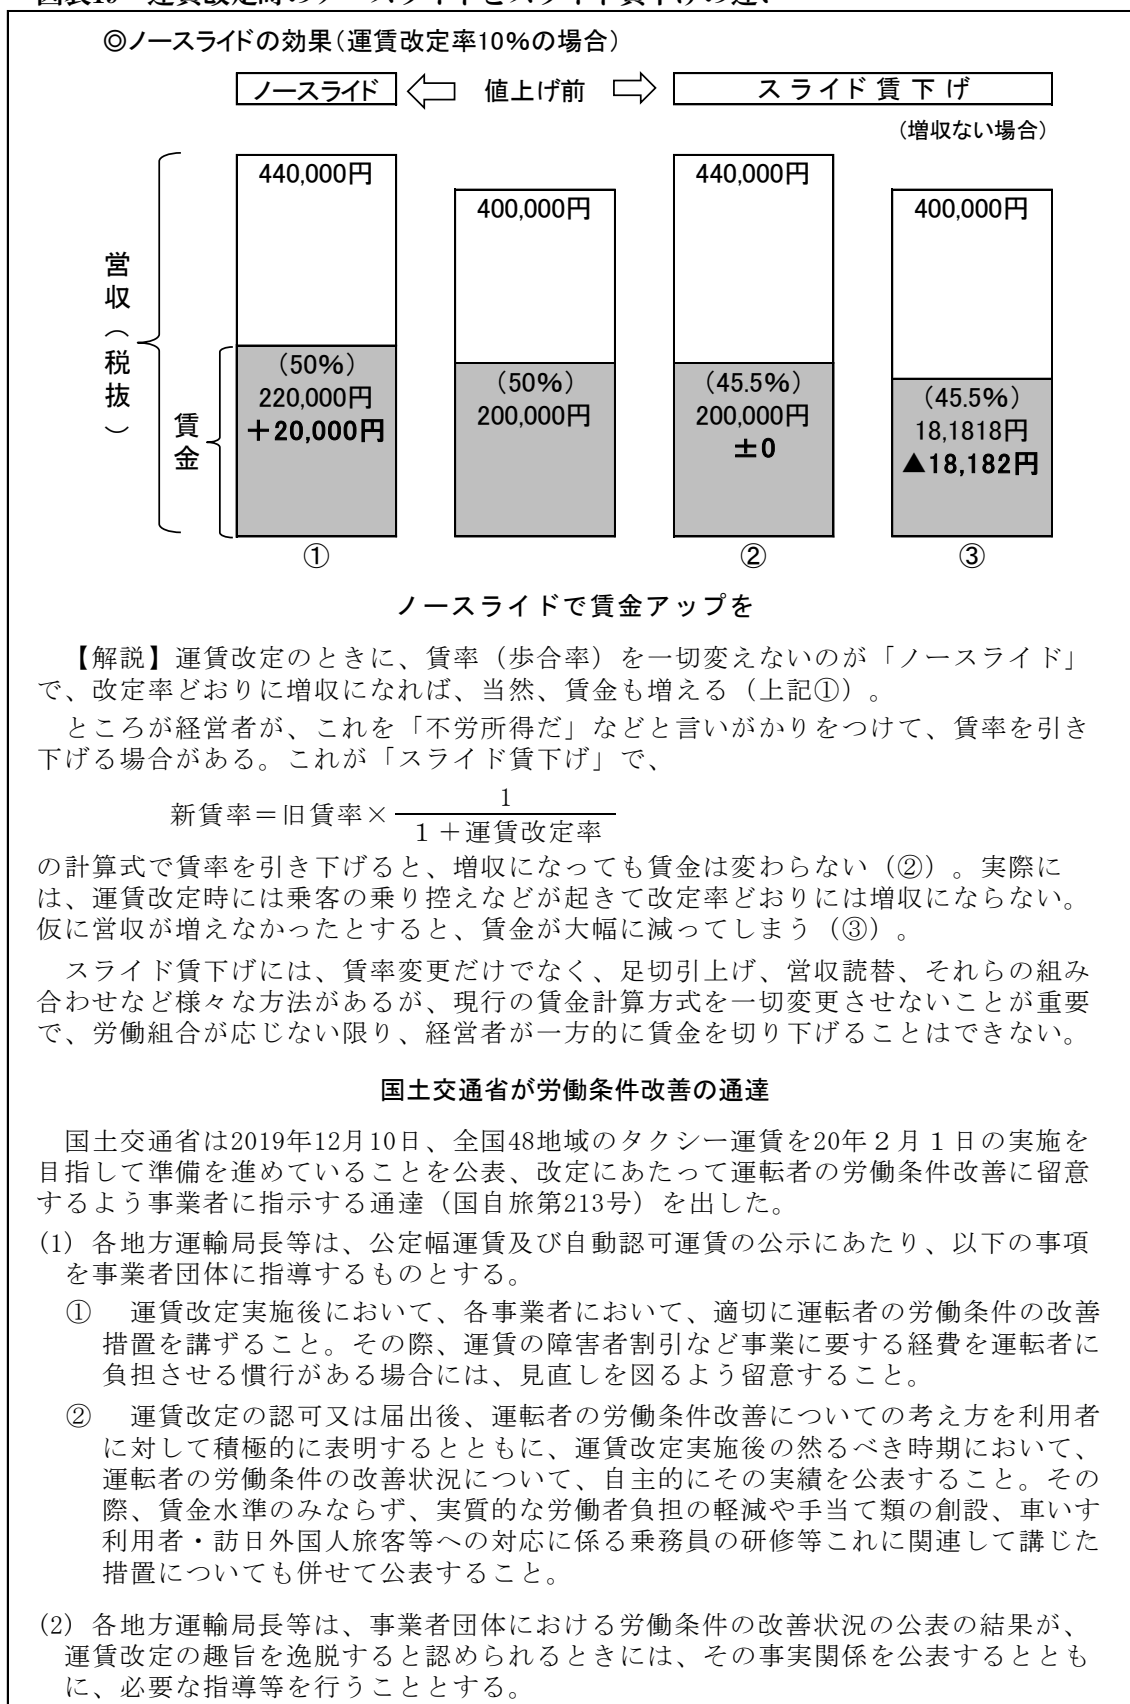 ◎ノースライドの効果(運賃改定率10%の場合)
ノースライド 値上げ前 スライド賃下げ
(増収ない場合)
440,000円 400,000円 440,000円 400,000円
営収(税抜)
賃金
(50%) (50%) (45.5%) (45.5%)
220,000円 200,000円 200,000円 18,1818円
+20,000円 ±0 ▲18,182円
① ② ③
ノースライドで賃金アップを
【解説】運賃改定のときに、賃率（歩合率）を一切変えないのが「ノースライド」
で、改定率どおりに増収になれば、当然、賃金も増える（上記①）。
ところが経営者が、これを「不労所得だ」などと言いがかりをつけて、賃率を引き
下げる場合がある。これが「スライド賃下げ」で、
新賃率＝旧賃率×
1
1＋運賃改定率
の計算式で賃率を引き下げると、増収になっても賃金は変わらない（②）。実際に
は、運賃改定時には乗客の乗り控えなどが起きて改定率どおりには増収にならない。
仮に営収が増えなかったとすると、賃金が大幅に減ってしまう（③）。
スライド賃下げには、賃率変更だけでなく、足切引上げ、営収読替、それらの組み
合わせなど様々な方法があるが、現行の賃金計算方式を一切変更させないことが重要
で、労働組合が応じない限り、経営者が一方的に賃金を切り下げることはできない。
国土交通省が労働条件改善の通達
国土交通省は2019年12月10日、全国48地域のタクシー運賃を20年２月１日の実施を
目指して準備を進めていることを公表、改定にあたって運転者の労働条件改善に留意
するよう事業者に指示する通達（国自旅第213号）を出した。
(1) 各地方運輸局長等は、公定幅運賃及び自動認可運賃の公示にあたり、以下の事項
を事業者団体に指導するものとする。
① 運賃改定実施後において、各事業者において、適切に運転者の労働条件の改善
措置を講ずること。その際、運賃の障害者割引など事業に要する経費を運転者に
負担させる慣行がある場合には、見直しを図るよう留意すること。
② 運賃改定の認可又は届出後、運転者の労働条件改善についての考え方を利用者
に対して積極的に表明するとともに、運賃改定実施後の然るべき時期において、
運転者の労働条件の改善状況について、自主的にその実績を公表すること。その
際、賃金水準のみならず、実質的な労働者負担の軽減や手当て類の創設、車いす
利用者・訪日外国人旅客等への対応に係る乗務員の研修等これに関連して講じた
措置についても併せて公表すること。
(2) 各地方運輸局長等は、事業者団体における労働条件の改善状況の公表の結果が、
運賃改定の趣旨を逸脱すると認められるときには、その事実関係を公表するととも
に、必要な指導等を行うこととする。